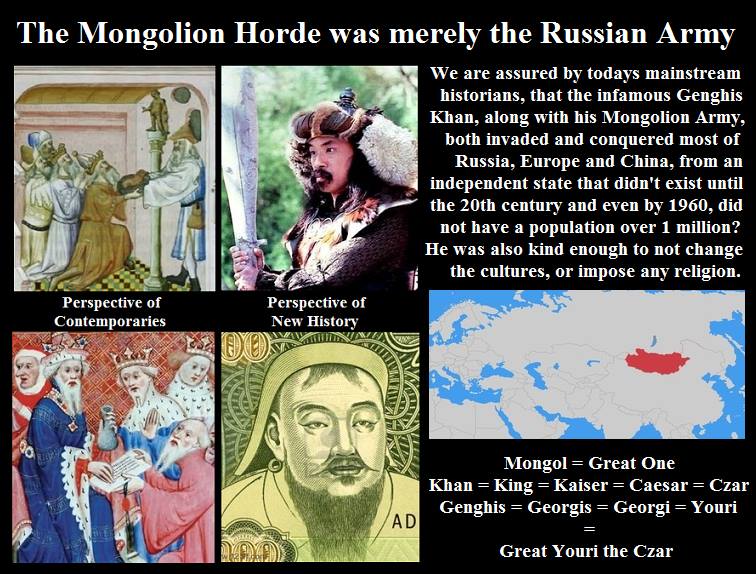 The Mongolion Horde was merely the Russian Army
We are assured by todays mainstream
historians, that the infamous Genghis
Khan, along with his Mongolion Army,
both invaded and conquered most of
Russia, Europe and China, from an
independent state that didn't exist until
the 20th century and even by 1960, did
not have a population over 1 million?
He was also kind enough to not change
the cultures, or impose any religion.
Perspective of
Contemporaries
Perspective of
New History
00
AD
Mongol = Great One
Khan = King = Kaiser = Caesar = Czar
Genghis = Georgis = Georgi = Youri
=
Great Youri the Czar